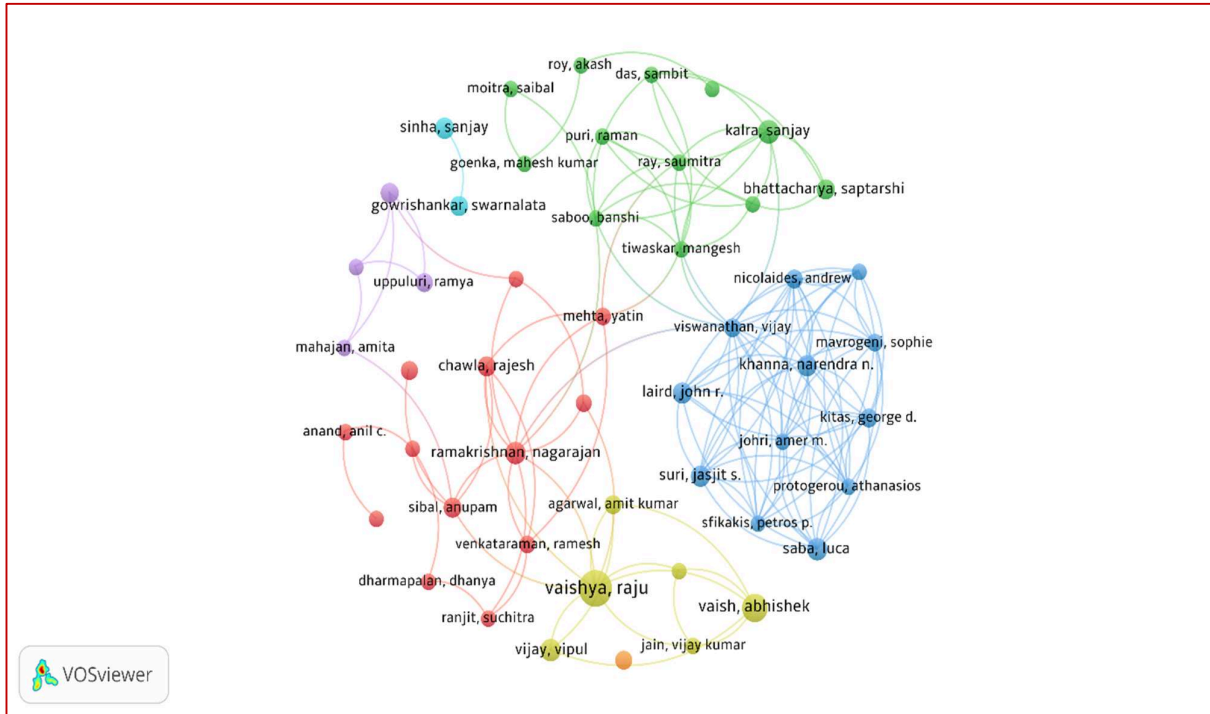 roy, akash
das, sambit
moitra, saibal
sinha, sanjay
puri, raman
kalra, sanjay
goenka, mahesh kumar
ray, saumitra
bhattacharya, saptarshi
gowrishankar, swarnalata
saboo, banshi
tiwaskar, mangesh
uppuluri, ramya
nicolaides, andrew
mehta, yatin
viswanathan, vijay
mavrogeni, sophie
mahajan, amita
chawla, rajesh
khanna, narendra n.
laird, john r.
kitas, george d.
anand, anil c.
johri, amer m.
ramakrishnan, nagarajan
suri, jasjit s.
protogerou, athanasios
sibal, anupam
agarwal, amit kumar
sfikakis, petros p.
venkataraman, ramesh
saba, luca
dharmapalan, dhanya
vaishya, raju
vaish, abhishek
ranjit, suchitra
vijay, vipul
jain, vijay kumar
VOSviewer